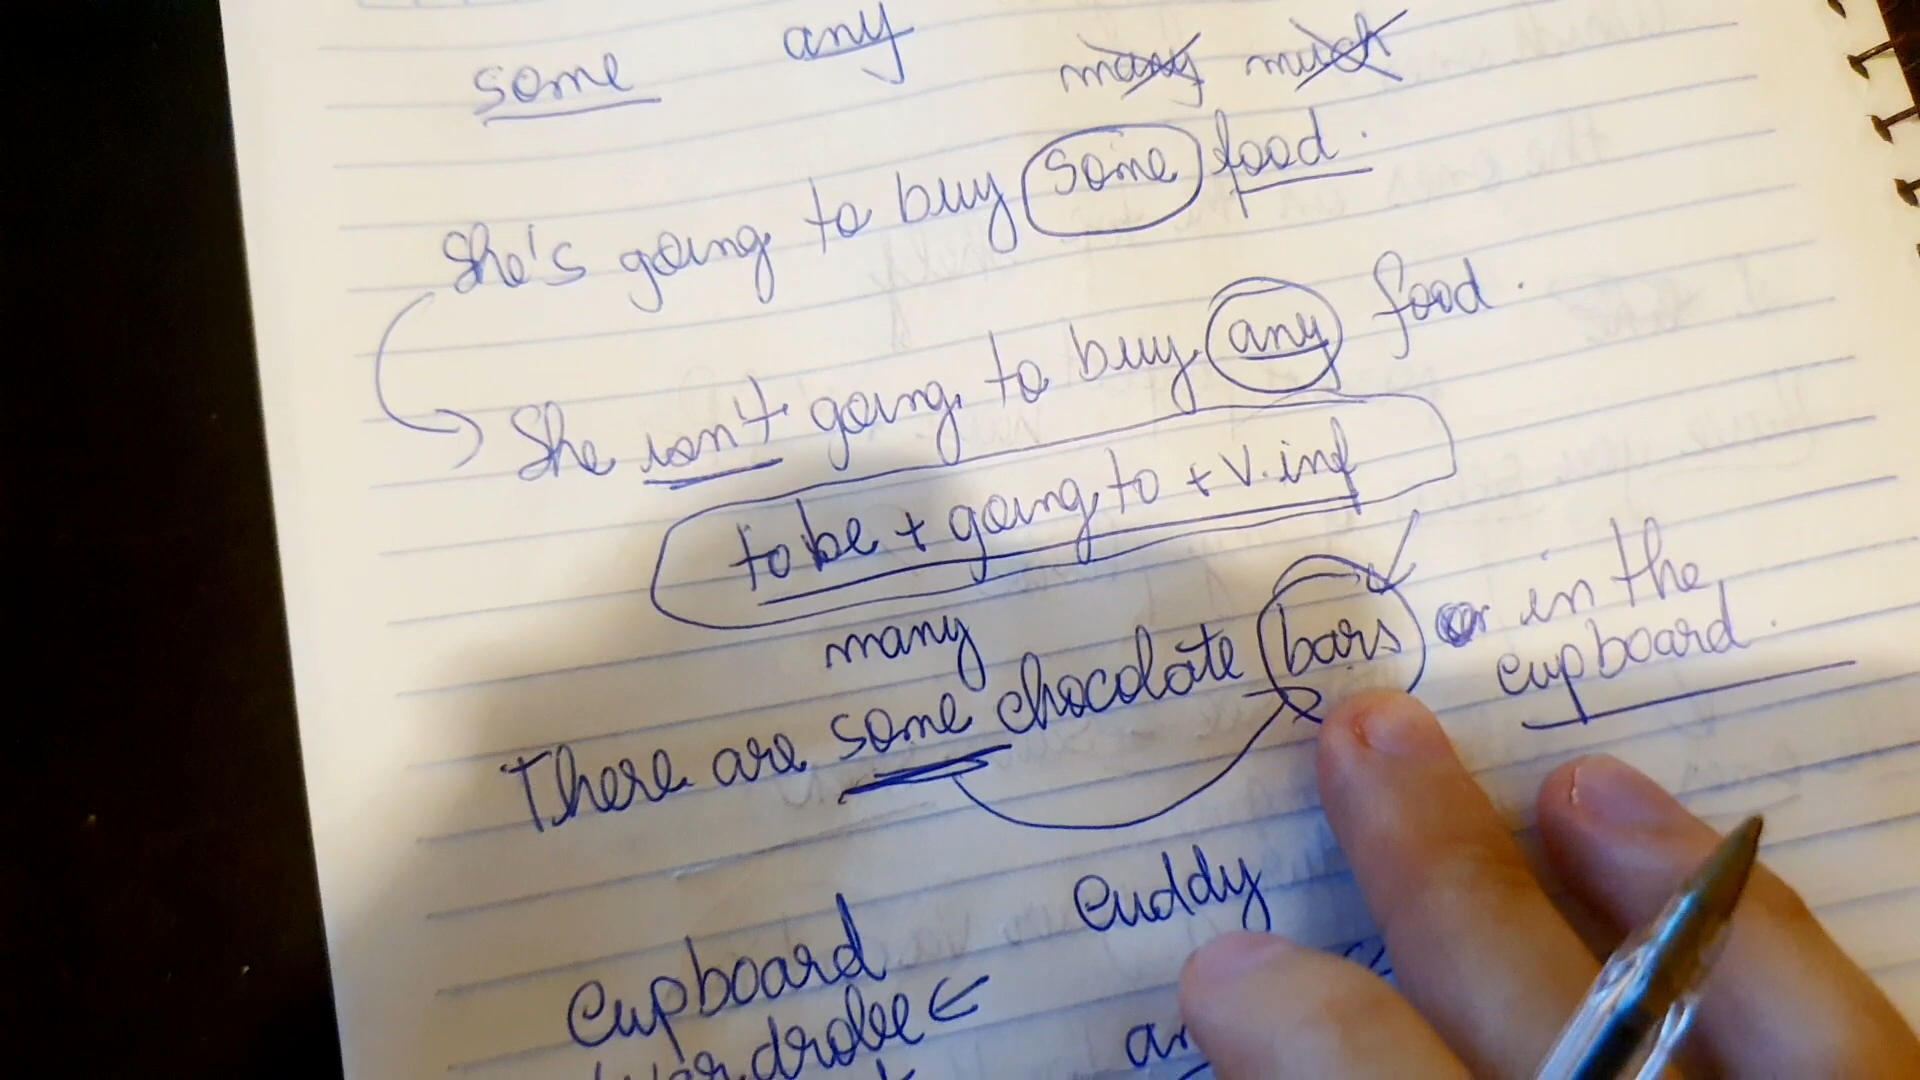 some any many much
She's going to buy some food.
She isn't going to buy any food.
to be + going to + v. inf
many
There are some chocolate bars or in the
cupboard.
Cuddy
Cupboard
wardrobe